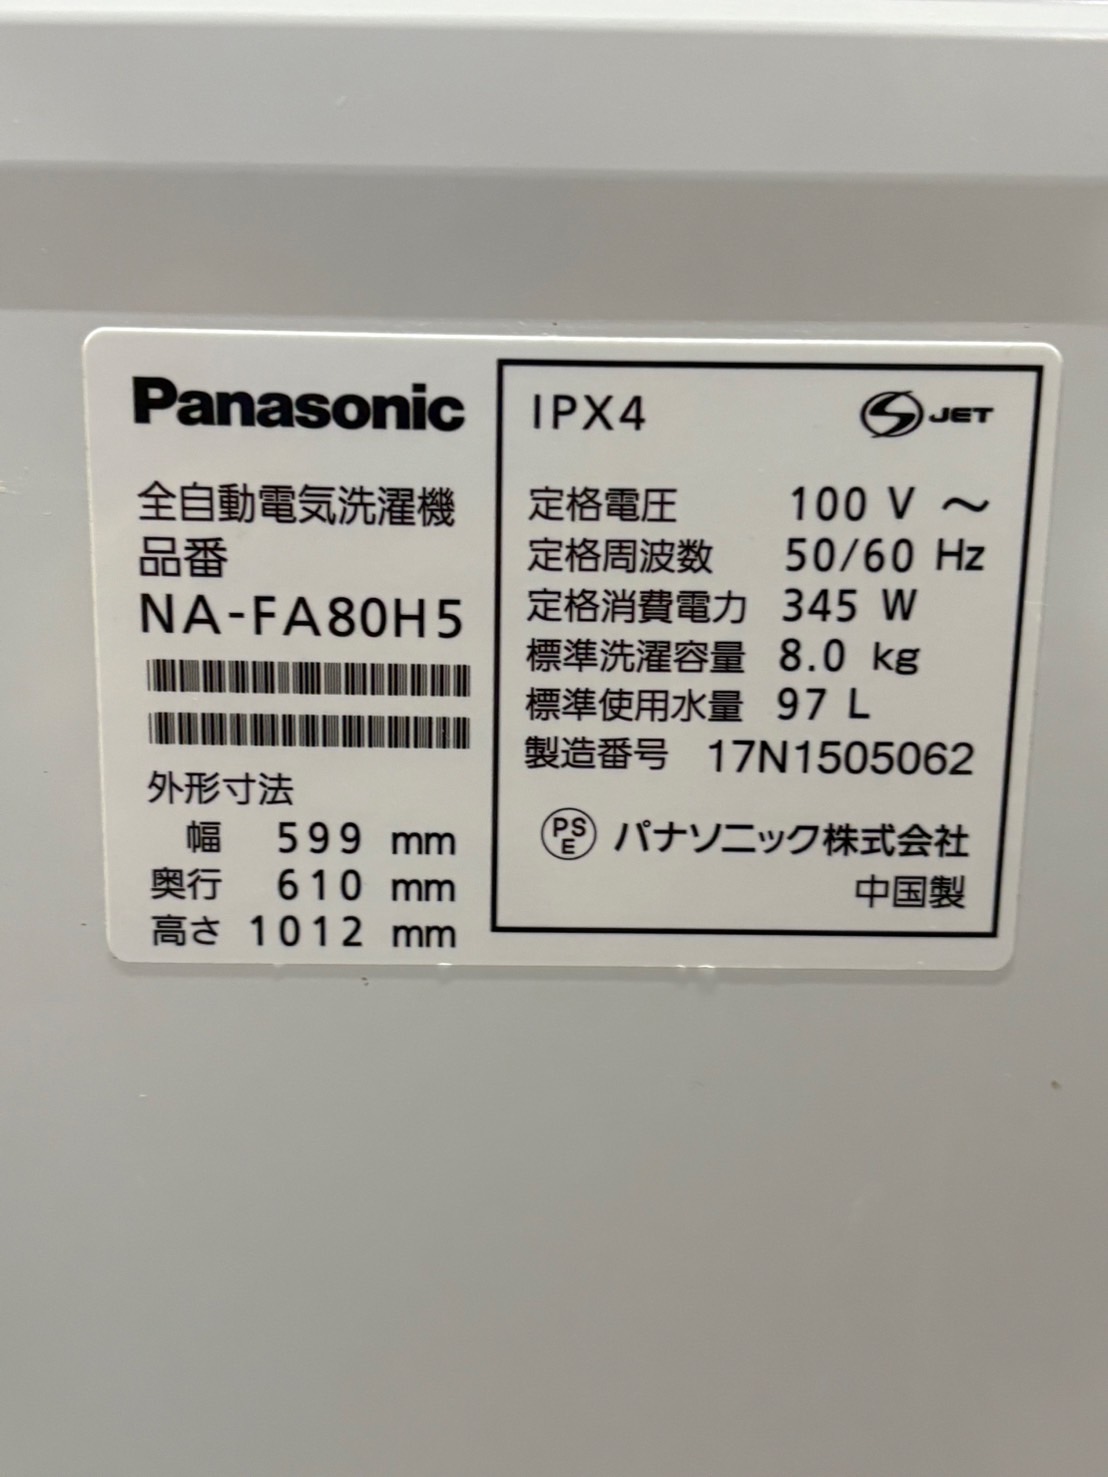 Panasonic
全自動電気洗濯機
品番
NA-FA80H5
外形寸法
幅 599 mm
奥行 610 mm
高さ 1012 mm
IPX4
S JET
定格電圧 100 V ～
定格周波数 50/60 Hz
定格消費電力 345 W
標準洗濯容量 8.0 kg
標準使用水量 97 L
製造番号 17N1505062
PSE パナソニック株式会社
中国製